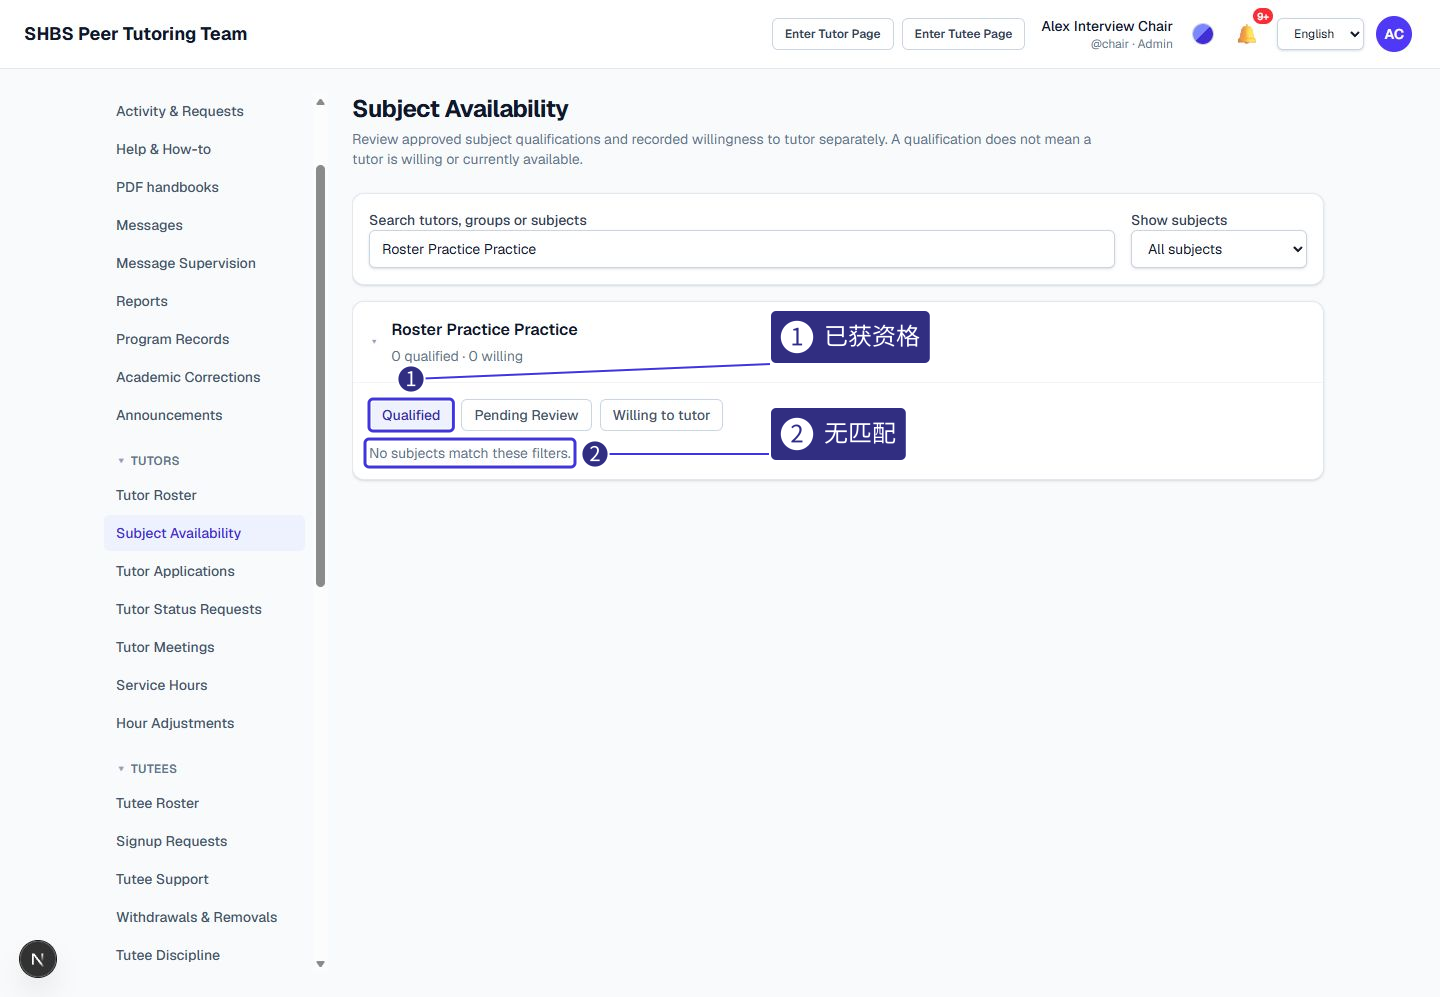 SHBS Peer Tutoring Team
Enter Tutor Page
Enter Tutee Page
Alex Interview Chair
@chair · Admin
9+
English
AC
Activity & Requests
Help & How-to
PDF handbooks
Messages
Message Supervision
Reports
Program Records
Academic Corrections
Announcements
TUTORS
Tutor Roster
Subject Availability
Tutor Applications
Tutor Status Requests
Tutor Meetings
Service Hours
Hour Adjustments
TUTEES
Tutee Roster
Signup Requests
Tutee Support
Withdrawals & Removals
Tutee Discipline
N
Subject Availability
Review approved subject qualifications and recorded willingness to tutor separately. A qualification does not mean a
tutor is willing or currently available.
Search tutors, groups or subjects
Roster Practice Practice
Show subjects
All subjects
Roster Practice Practice
0 qualified · 0 willing
1
1 已获资格
Qualified
Pending Review
Willing to tutor
No subjects match these filters.
2
2 无匹配